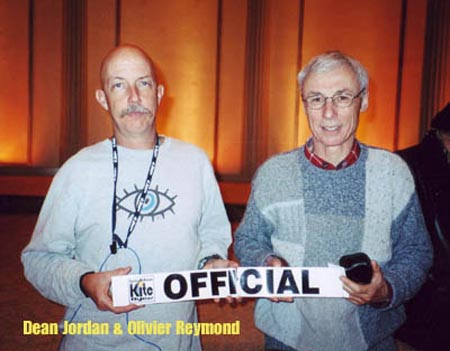 Kite
OFFICIAL
Dean Jordan & Olivier Reymond